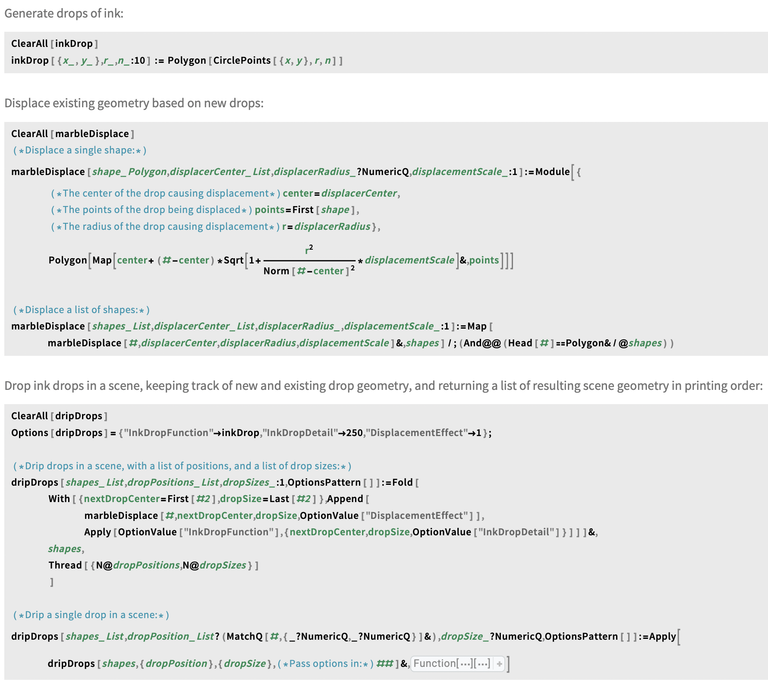 Generate drops of ink:
ClearAll[inkDrop]
inkDrop[{x_, y_},r_,n_:10] := Polygon[CirclePoints[{x, y}, r, n]]
Displace existing geometry based on new drops:
ClearAll[marbleDisplace]
(*Displace a single shape:*)
marbleDisplace[shape_Polygon,displacerCenter_List,displacerRadius_?NumericQ,displacementScale_:1]:=Module[{
(*The center of the drop causing displacement*) center=displacerCenter,
(*The points of the drop being displaced*) points=First[shape],
(*The radius of the drop causing displacement*) r=displacerRadius},
Polygon[Map[center+ (#-center) *Sqrt[1+ r² / Norm[#-center]² *displacementScale]&,points]]]
(*Displace a list of shapes:*)
marbleDisplace[shapes_List,displacerCenter_List,displacerRadius_,displacementScale_:1]:=Map[
marbleDisplace[#,displacerCenter,displacerRadius,displacementScale]&,shapes] /; (And@@ (Head[#]==Polygon& /@shapes) )
Drop ink drops in a scene, keeping track of new and existing drop geometry, and returning a list of resulting scene geometry in printing order:
ClearAll[dripDrops]
Options[dripDrops] = {"InkDropFunction"→inkDrop,"InkDropDetail"→250,"DisplacementEffect"→1};
(*Drip drops in a scene, with a list of positions, and a list of drop sizes:*)
dripDrops[shapes_List,dropPositions_List,dropSizes_:1,OptionsPattern[]]:=Fold[
With[{nextDropCenter=First[#2],dropSize=Last[#2]},Append[
marbleDisplace[#,nextDropCenter,dropSize,OptionValue["DisplacementEffect"]],
Apply[OptionValue["InkDropFunction"],{nextDropCenter,dropSize,OptionValue["InkDropDetail"]}]]]&,
shapes,
Thread[{N@dropPositions,N@dropSizes}]
]
(*Drip a single drop in a scene:*)
dripDrops[shapes_List,dropPosition_List? (MatchQ[#,{_?NumericQ,_?NumericQ}]&),dropSize_?NumericQ,OptionsPattern[]]:=Apply[
dripDrops[shapes,{dropPosition},{dropSize},(*Pass options in:*) ##]&,Function[...][...] +]